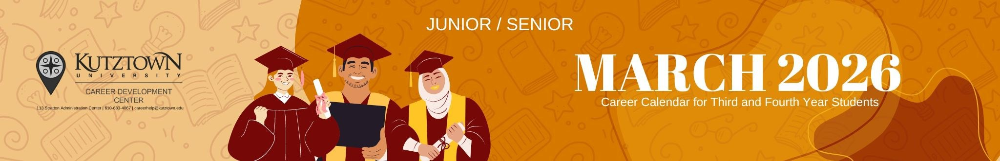 KUTZTOWN
UNIVERSITY
CAREER DEVELOPMENT
CENTER
113 Stratton Administration Center | 610-683-4067 | careerhelp@kutztown.edu
JUNIOR / SENIOR
MARCH 2026
Career Calendar for Third and Fourth Year Students